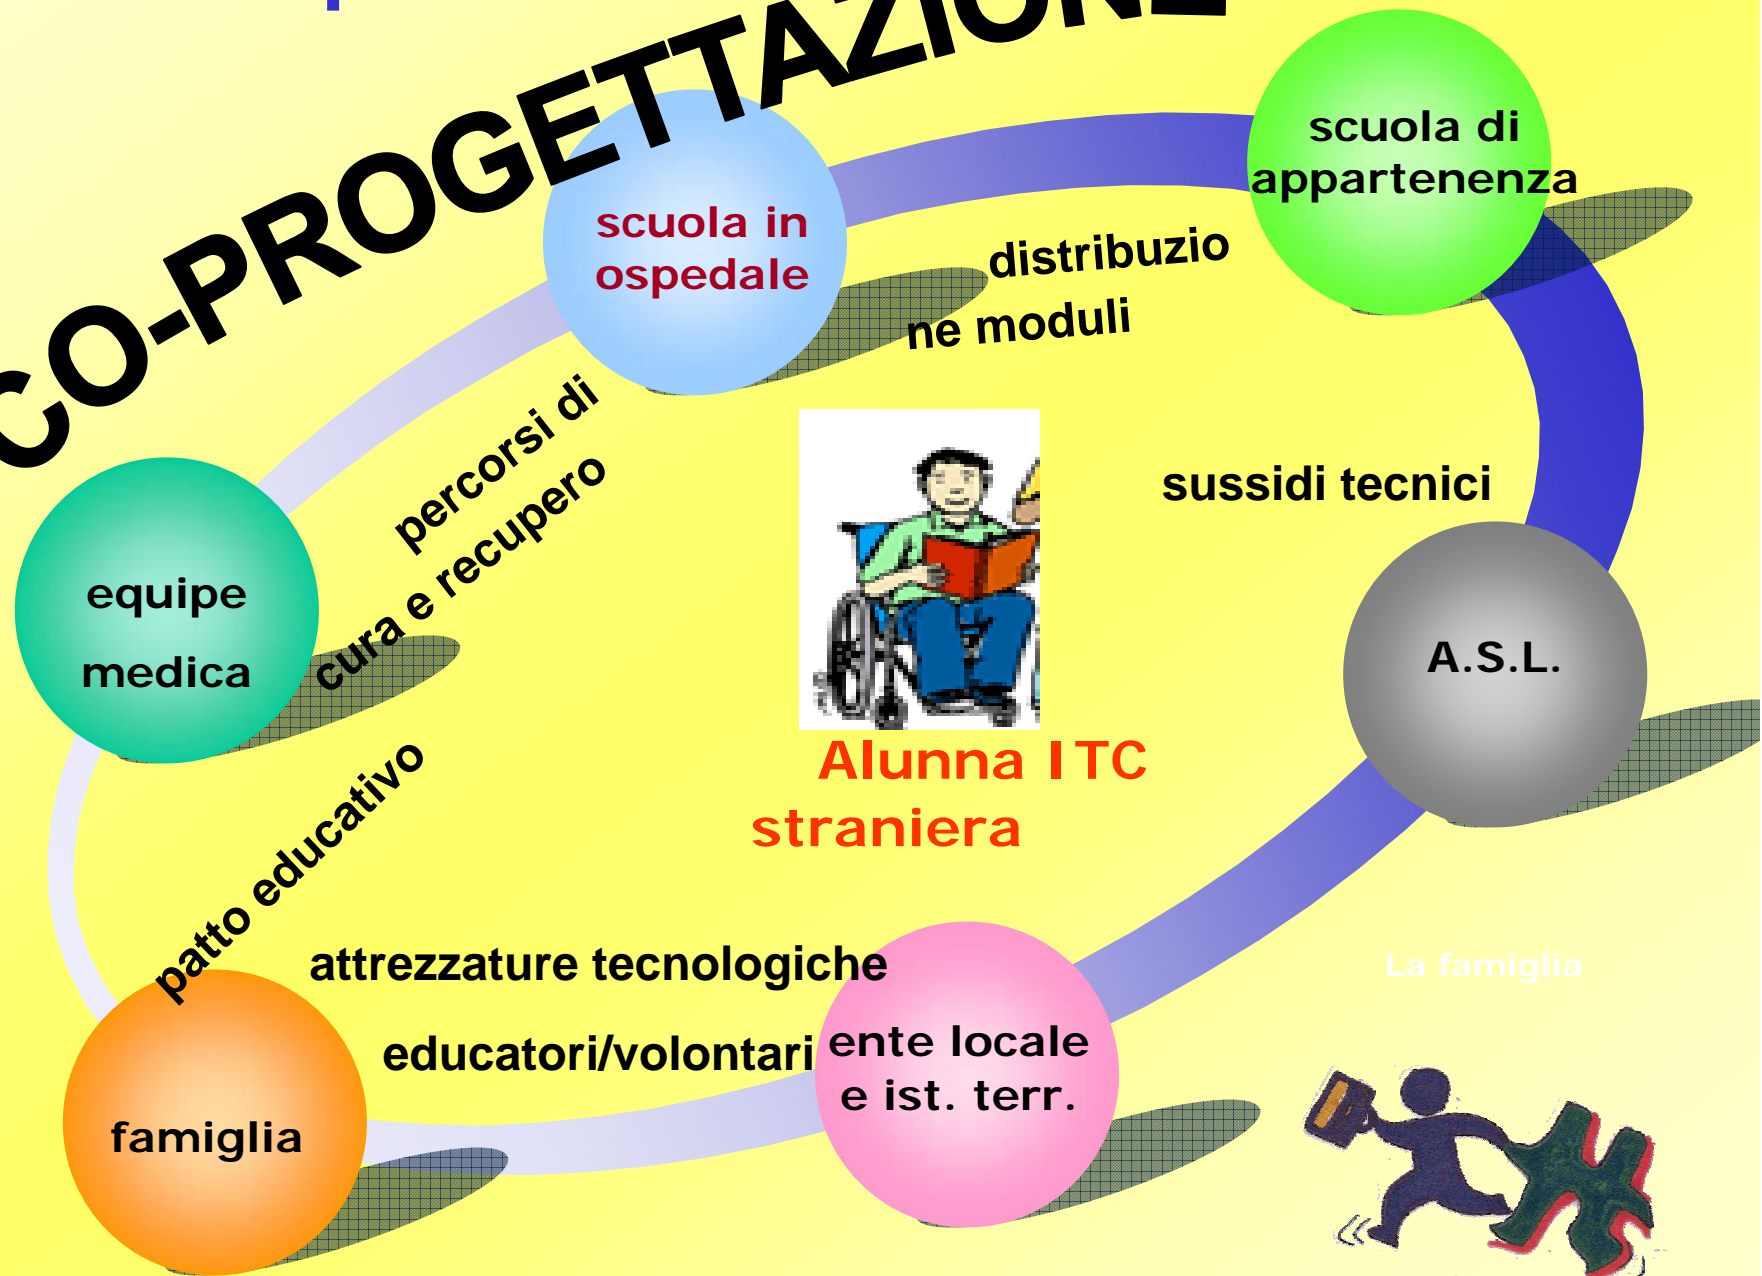 CO-PROGETTAZIONE
scuola in
ospedale
scuola di
appartenenza
distribuzio
ne moduli
percorsi di
cura e recupero
sussidi tecnici
equipe
medica
A.S.L.
Alunna ITC
straniera
patto educativo
attrezzature tecnologiche
educatori/volontari
ente locale
e ist. terr.
La famiglia
famiglia